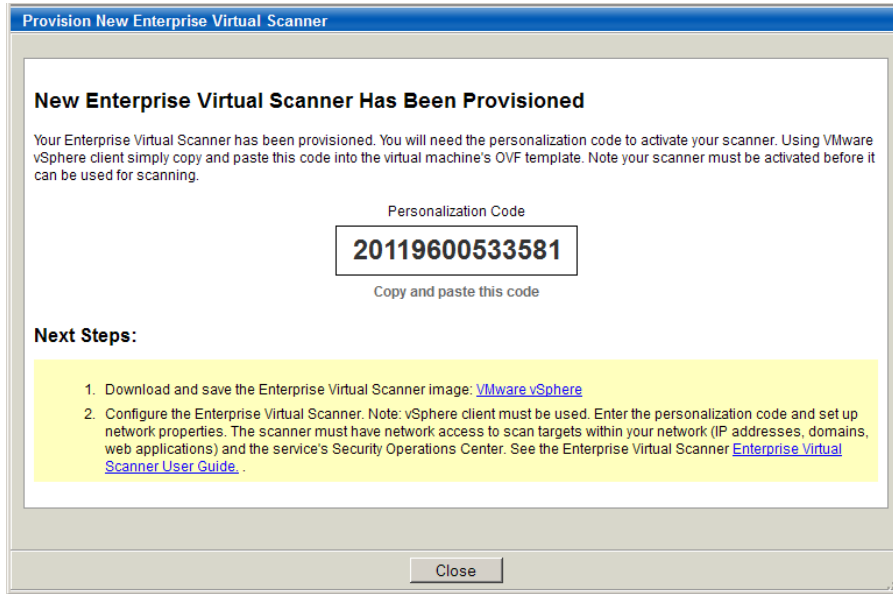 Provision New Enterprise Virtual Scanner
New Enterprise Virtual Scanner Has Been Provisioned
Your Enterprise Virtual Scanner has been provisioned. You will need the personalization code to activate your scanner. Using VMware
vSphere client simply copy and paste this code into the virtual machine's OVF template. Note your scanner must be activated before it
can be used for scanning.
Personalization Code
20119600533581
Copy and paste this code
Next Steps:
1. Download and save the Enterprise Virtual Scanner image: VMware vSphere
2. Configure the Enterprise Virtual Scanner. Note: vSphere client must be used. Enter the personalization code and set up
network properties. The scanner must have network access to scan targets within your network (IP addresses, domains,
web applications) and the service's Security Operations Center. See the Enterprise Virtual Scanner Enterprise Virtual
Scanner User Guide. .
Close